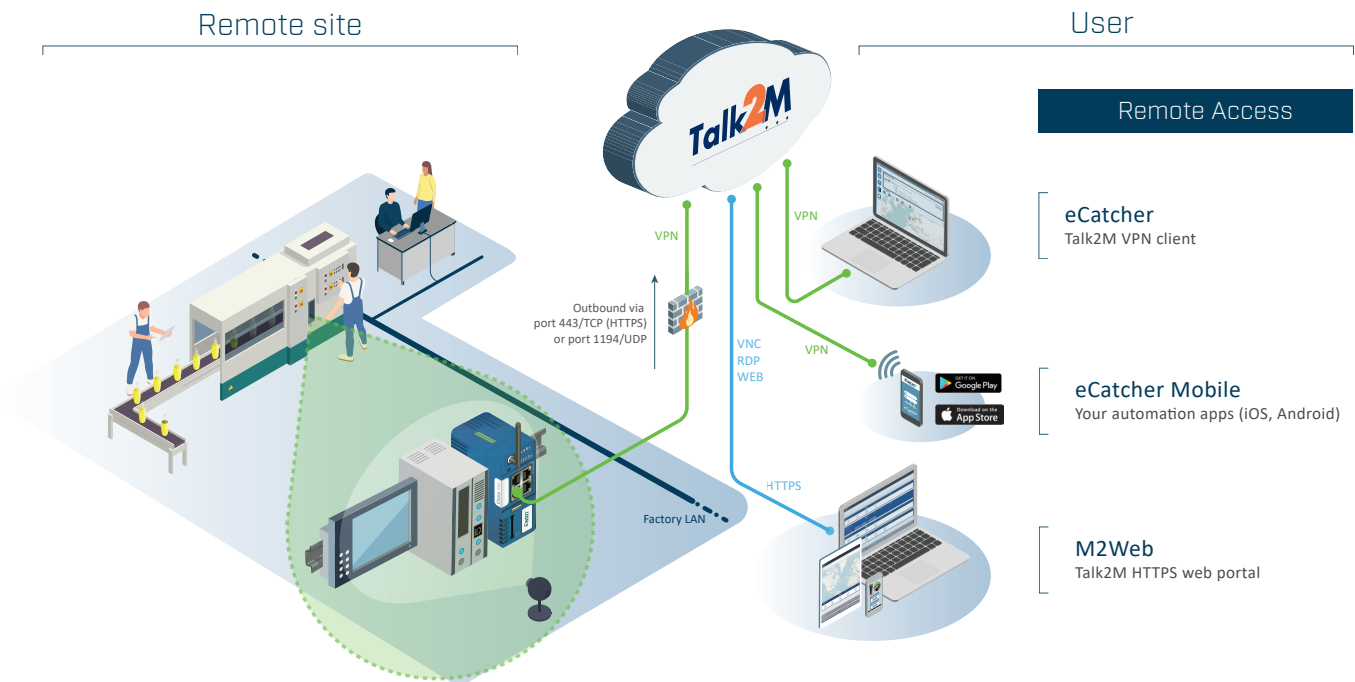 Remote site
User
Talk2M
Remote Access
VPN
VPN
eCatcher
Talk2M VPN client
Outbound via
port 443/TCP (HTTPS)
or port 1194/UDP
VNC
RDP
WEB
VPN
GET IT ON
Google Play
Download on the
App Store
eCatcher Mobile
Your automation apps (iOS, Android)
HTTPS
Factory LAN
M2Web
Talk2M HTTPS web portal